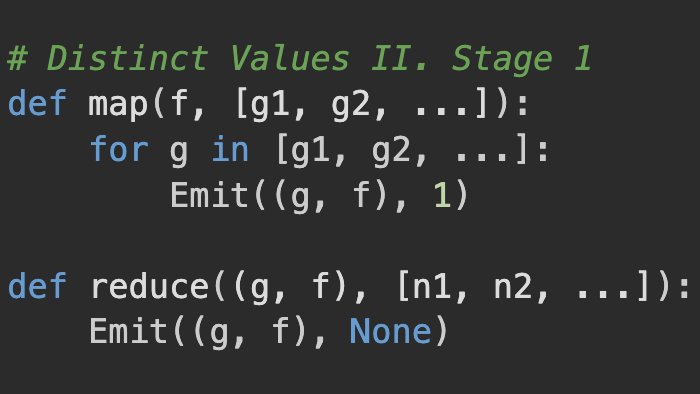 # Distinct Values II. Stage 1
def map(f, [g1, g2, ...]):
    for g in [g1, g2, ...]:
        Emit((g, f), 1)

def reduce((g, f), [n1, n2, ...]):
    Emit((g, f), None)